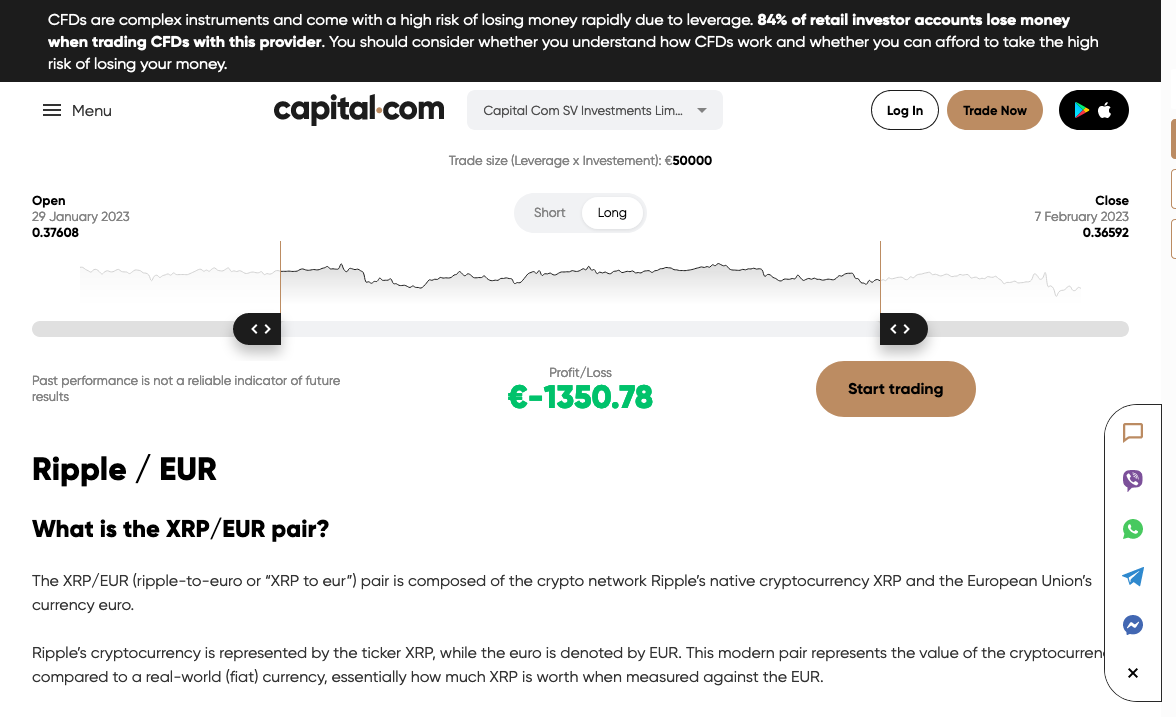 CFDs are complex instruments and come with a high risk of losing money rapidly due to leverage. 84% of retail investor accounts lose money
when trading CFDs with this provider. You should consider whether you understand how CFDs work and whether you can afford to take the high
risk of losing your money.
Menu
capital.com
Capital Com SV Investments Lim...
Log In
Trade Now
Trade size (Leverage x Investement): €50000
Open
29 January 2023
0.37608
Short
Long
Close
7 February 2023
0.36592
Past performance is not a reliable indicator of future
results
Profit/Loss
€-1350.78
Start trading
Ripple / EUR
What is the XRP/EUR pair?
The XRP/EUR (ripple-to-euro or “XRP to eur”) pair is composed of the crypto network Ripple’s native cryptocurrency XRP and the European Union’s
currency euro.
Ripple’s cryptocurrency is represented by the ticker XRP, while the euro is denoted by EUR. This modern pair represents the value of the
compared to a real-world (fiat) currency, essentially how much XRP is worth when measured against the EUR.